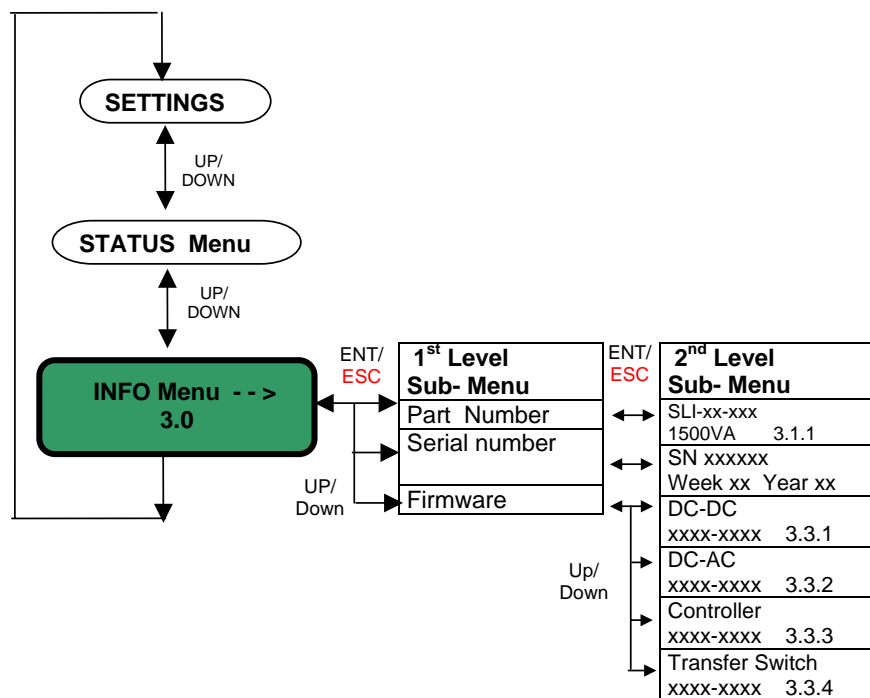 SETTINGS
UP/
DOWN
STATUS Menu
UP/
DOWN
INFO Menu - - >
3.0
ENT/
ESC
1st Level
Sub- Menu
Part Number
Serial number
Firmware
UP/
Down
ENT/
ESC
2nd Level
Sub- Menu
SLI-xx-xxx
1500VA 3.1.1
SN xxxxxx
Week xx Year xx
DC-DC
xxxx-xxxx 3.3.1
DC-AC
xxxx-xxxx 3.3.2
Controller
xxxx-xxxx 3.3.3
Transfer Switch
xxxx-xxxx 3.3.4
Up/
Down